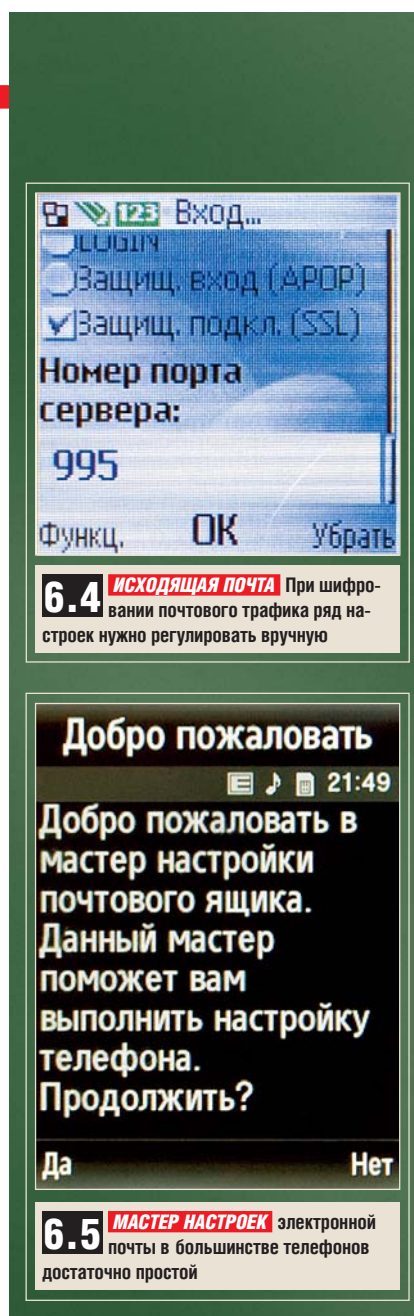 123 Вход...
LOGIN
Защищ. вход (APOP)
Защищ. подкл. (SSL)
Номер порта
сервера:
995
Функц. OK Убрать
6.4 ИСХОДЯЩАЯ ПОЧТА При шифро-
вании почтового трафика ряд на-
строек нужно регулировать вручную
Добро пожаловать
21:49
Добро пожаловать в
мастер настройки
почтового ящика.
Данный мастер
поможет вам
выполнить настройку
телефона.
Продолжить?
Да Нет
6.5 МАСТЕР НАСТРОЕК электронной
почты в большинстве телефонов
достаточно простой